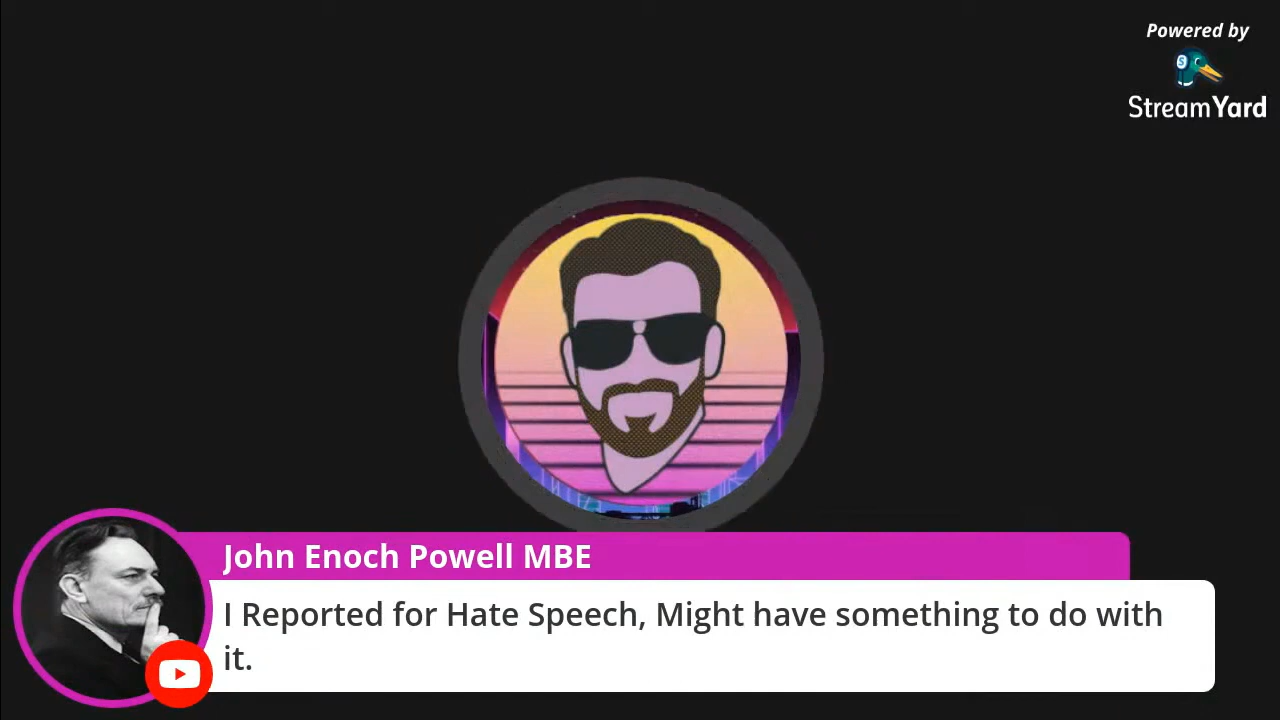 Powered by
StreamYard
John Enoch Powell MBE
I Reported for Hate Speech, Might have something to do with
it.